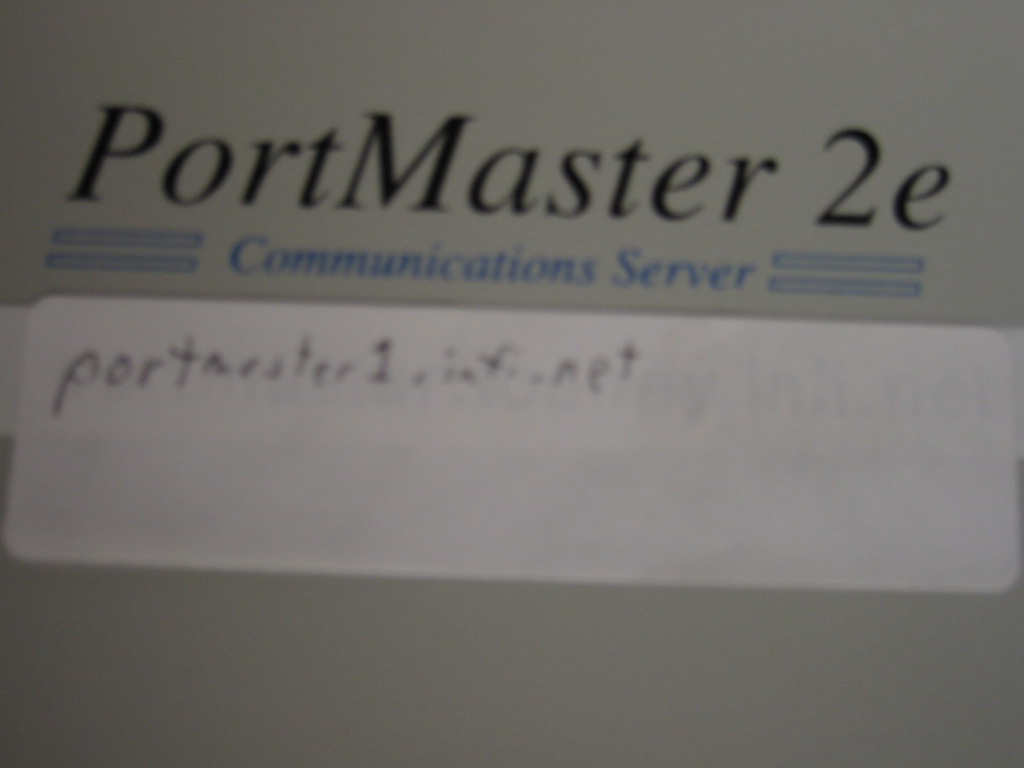 PortMaster 2e
Communications Server
portmaster1.infi.net